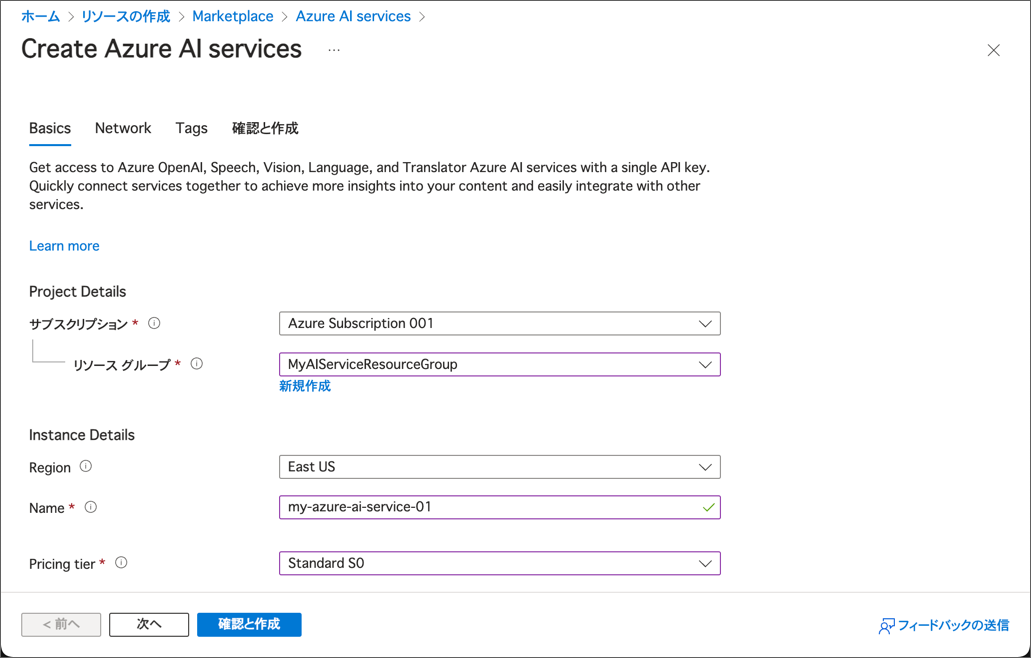 ホーム > リソースの作成 > Marketplace > Azure AI services >
Create Azure AI services ...
Basics Network Tags 確認と作成
Get access to Azure OpenAI, Speech, Vision, Language, and Translator Azure AI services with a single API key.
Quickly connect services together to achieve more insights into your content and easily integrate with other
services.
Learn more
Project Details
サブスクリプション * Azure Subscription 001
リソース グループ * MyAIServiceResourceGroup
新規作成
Instance Details
Region East US
Name * my-azure-ai-service-01
Pricing tier * Standard S0
< 前へ 次へ 確認と作成 フィードバックの送信